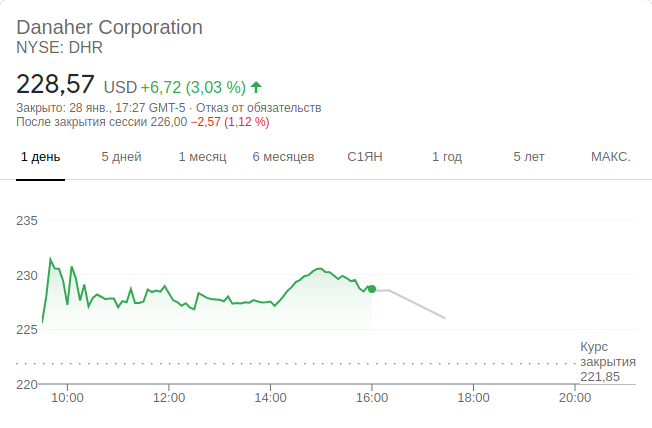 Danaher Corporation
NYSE: DHR
228,57 USD +6,72 (3,03 %)
Закрыто: 28 янв., 17:27 GMT-5 · Отказ от обязательств
После закрытия сессии 226,00 −2,57 (1,12 %)
1 день 5 дней 1 месяц 6 месяцев С1ЯН 1 год 5 лет МАКС.
235
230
225
Курс
закрытия
221,85
220
10:00 12:00 14:00 16:00 18:00 20:00